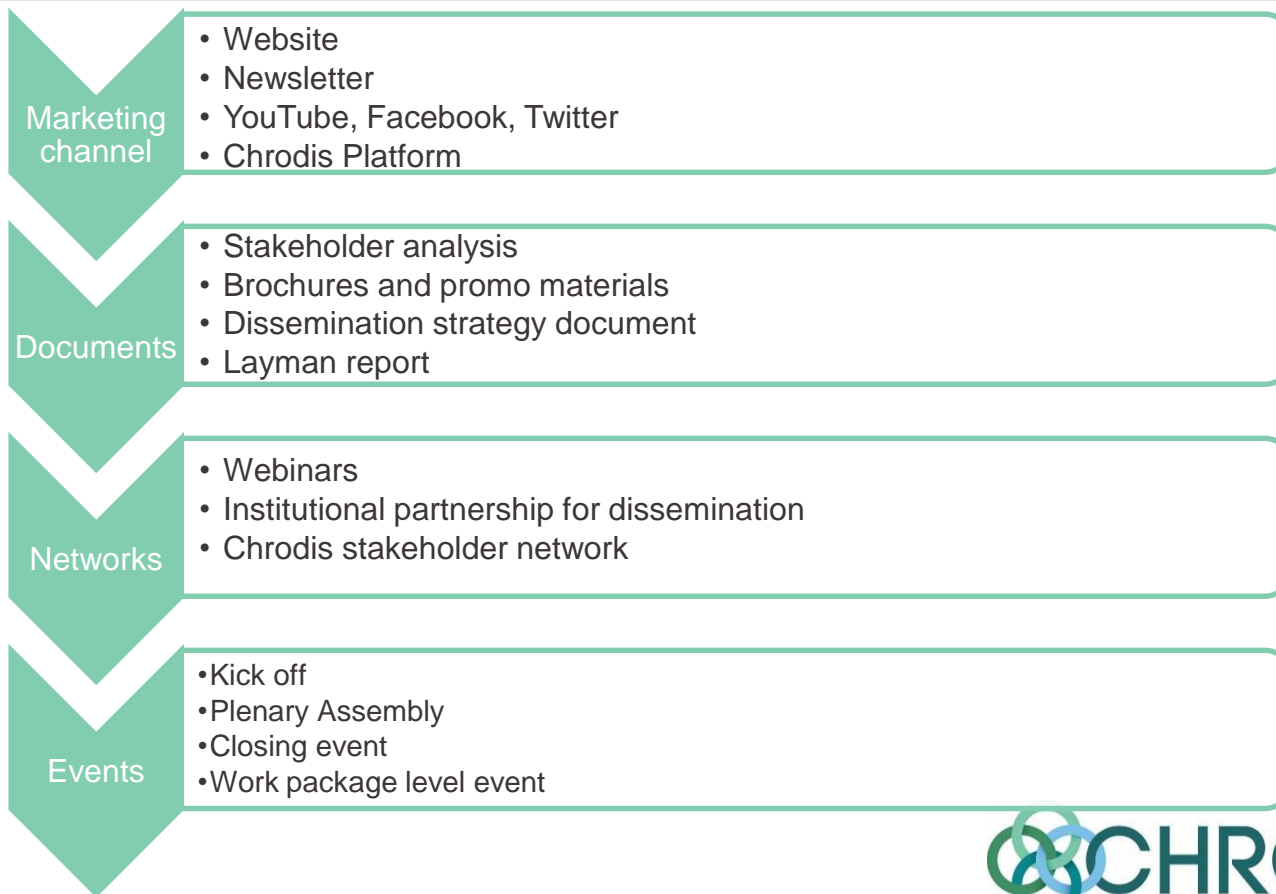 Marketing
channel
• Website
• Newsletter
• YouTube, Facebook, Twitter
• Chrodis Platform
Documents
• Stakeholder analysis
• Brochures and promo materials
• Dissemination strategy document
• Layman report
Networks
• Webinars
• Institutional partnership for dissemination
• Chrodis stakeholder network
Events
•Kick off
•Plenary Assembly
•Closing event
•Work package level event
CHR